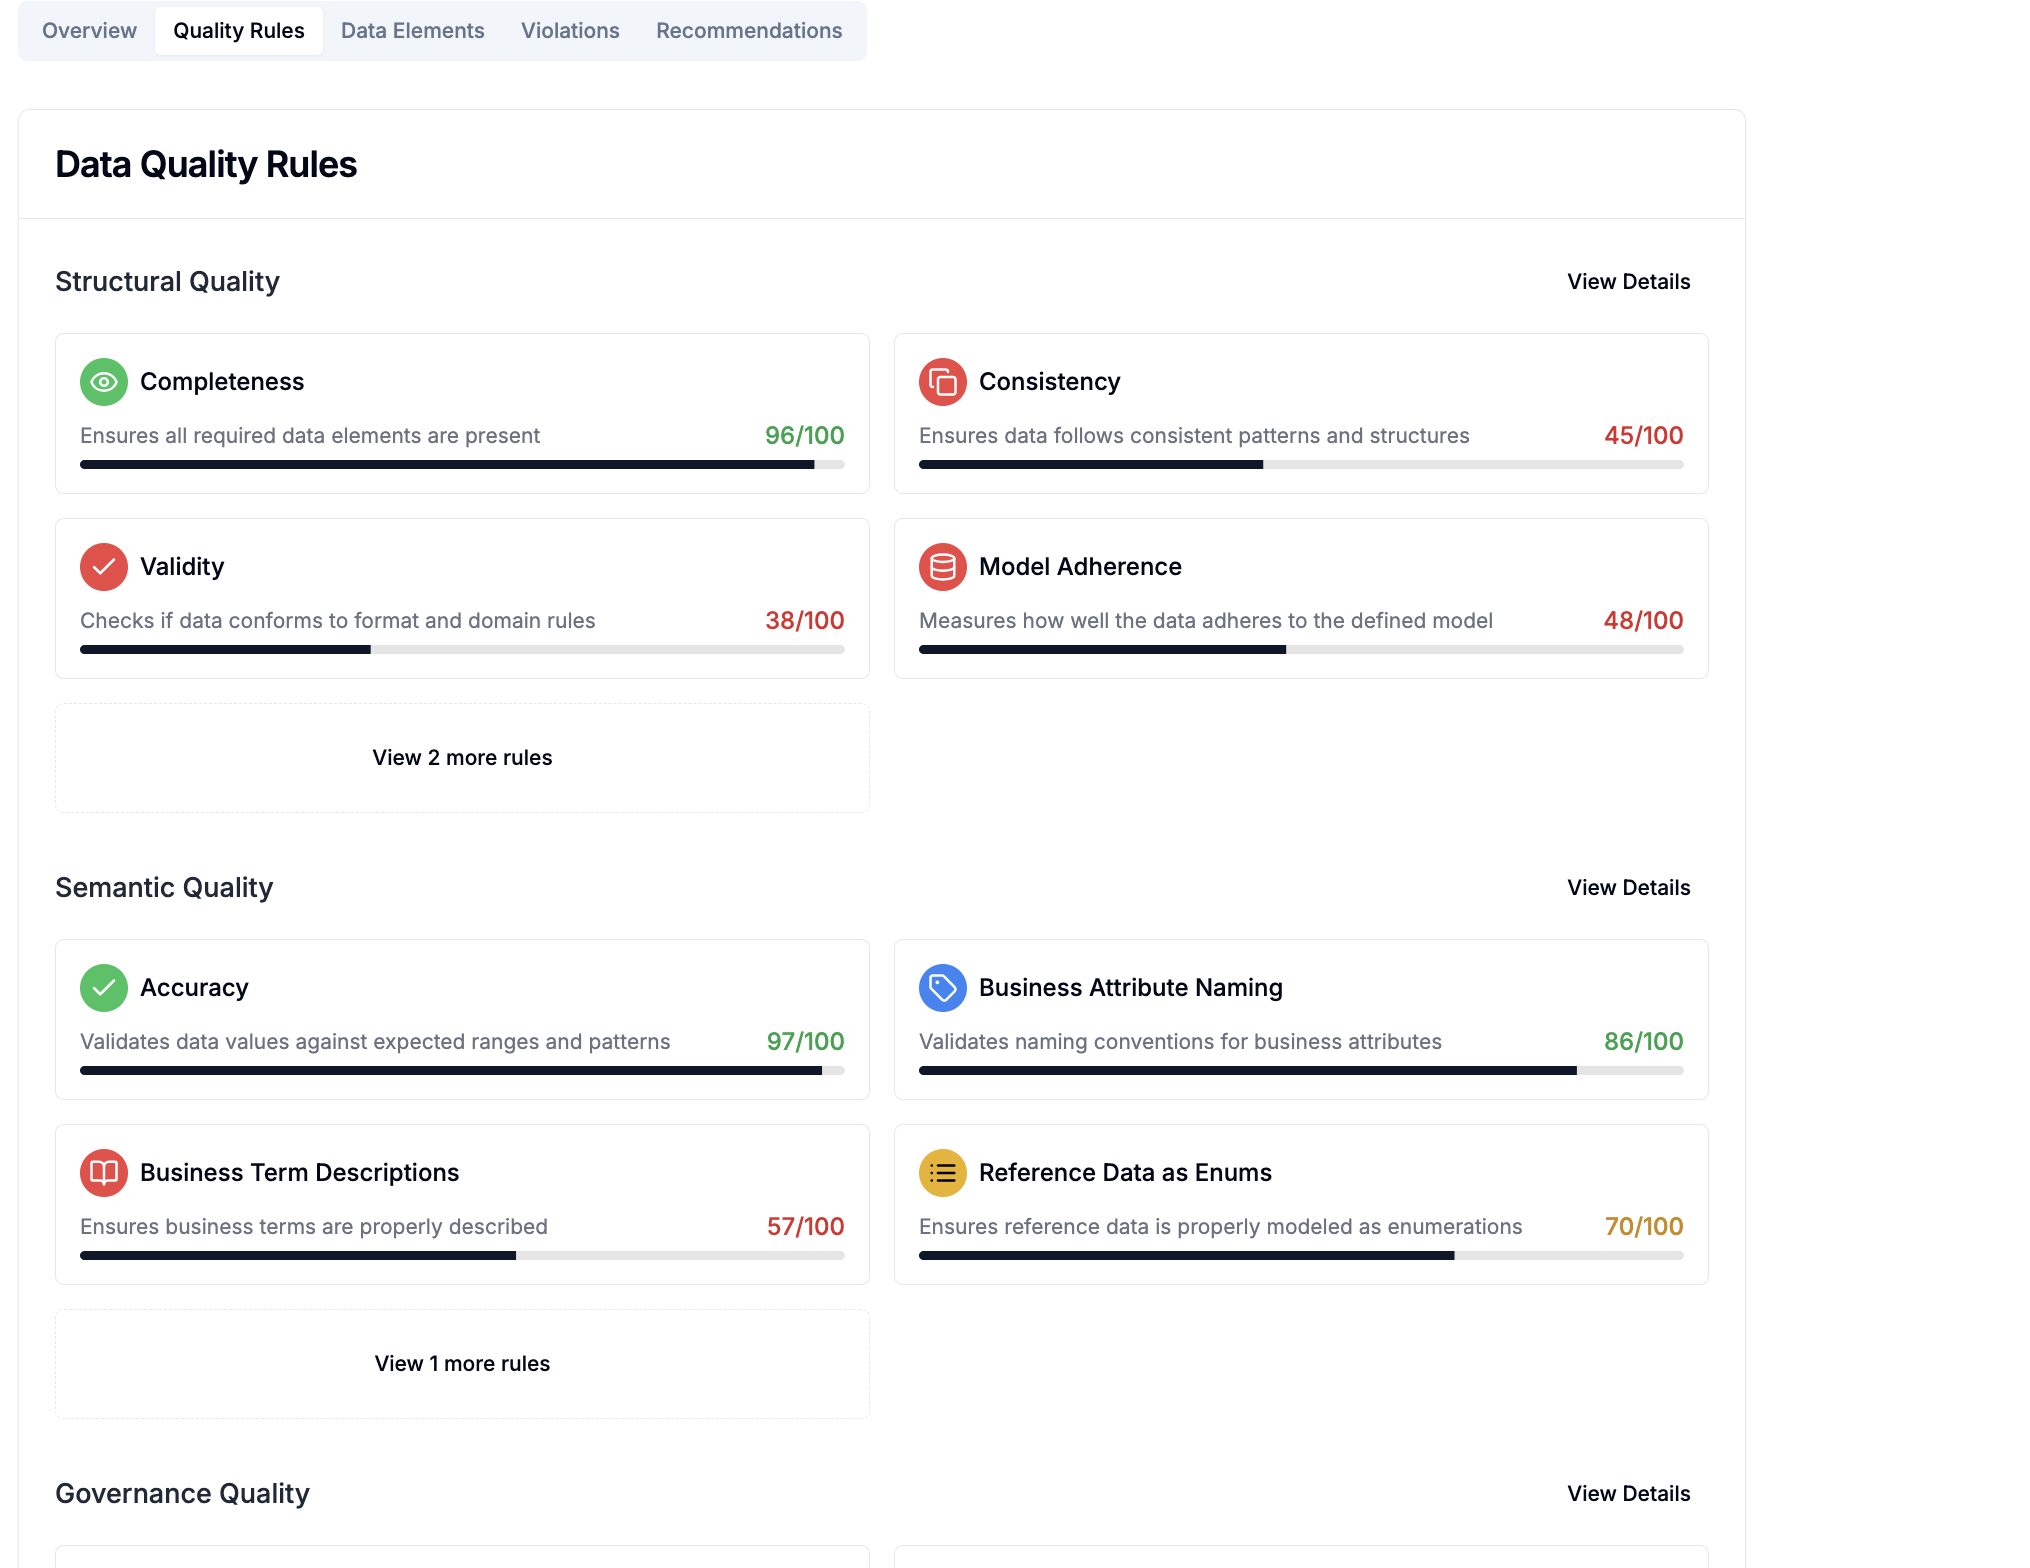 Overview Quality Rules Data Elements Violations Recommendations
Data Quality Rules
Structural Quality View Details
Completeness
Ensures all required data elements are present 96/100
Consistency
Ensures data follows consistent patterns and structures 45/100
Validity
Checks if data conforms to format and domain rules 38/100
Model Adherence
Measures how well the data adheres to the defined model 48/100
View 2 more rules
Semantic Quality View Details
Accuracy
Validates data values against expected ranges and patterns 97/100
Business Attribute Naming
Validates naming conventions for business attributes 86/100
Business Term Descriptions
Ensures business terms are properly described 57/100
Reference Data as Enums
Ensures reference data is properly modeled as enumerations 70/100
View 1 more rules
Governance Quality View Details